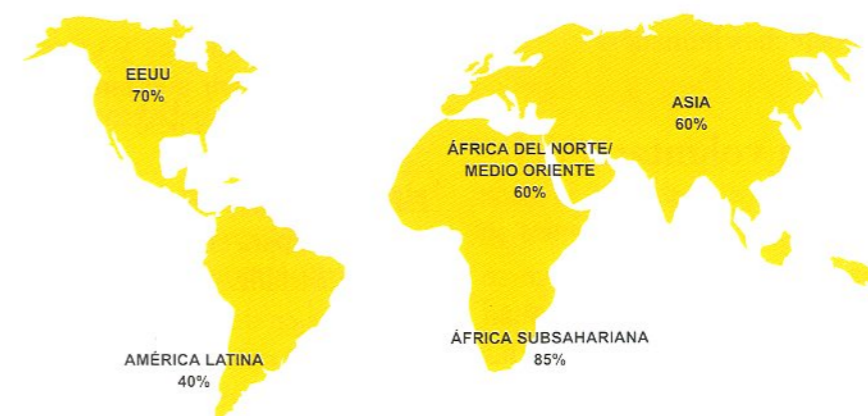 EEUU
70%
ASIA
60%
ÁFRICA DEL NORTE/
MEDIO ORIENTE
60%
ÁFRICA SUBSAHARIANA
85%
AMÉRICA LATINA
40%